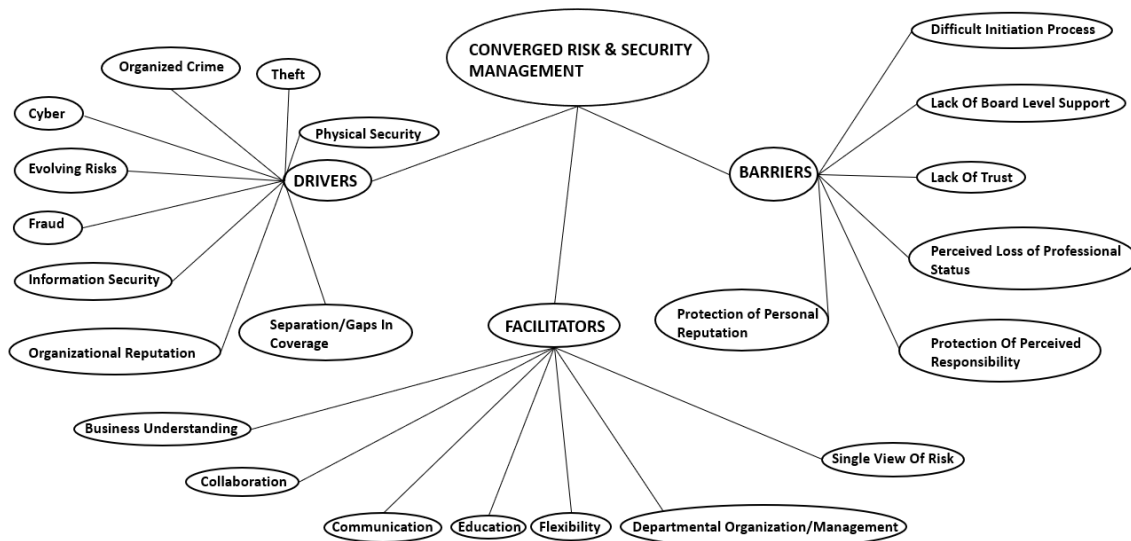 CONVERGED RISK & SECURITY
MANAGEMENT
DRIVERS
Organized Crime
Theft
Cyber
Physical Security
Evolving Risks
Fraud
Information Security
Organizational Reputation
Separation/Gaps In
Coverage
FACILITATORS
Business Understanding
Collaboration
Communication
Education
Flexibility
Departmental Organization/Management
Single View Of Risk
BARRIERS
Difficult Initiation Process
Lack Of Board Level Support
Lack Of Trust
Perceived Loss of Professional
Status
Protection Of Perceived
Responsibility
Protection of Personal
Reputation